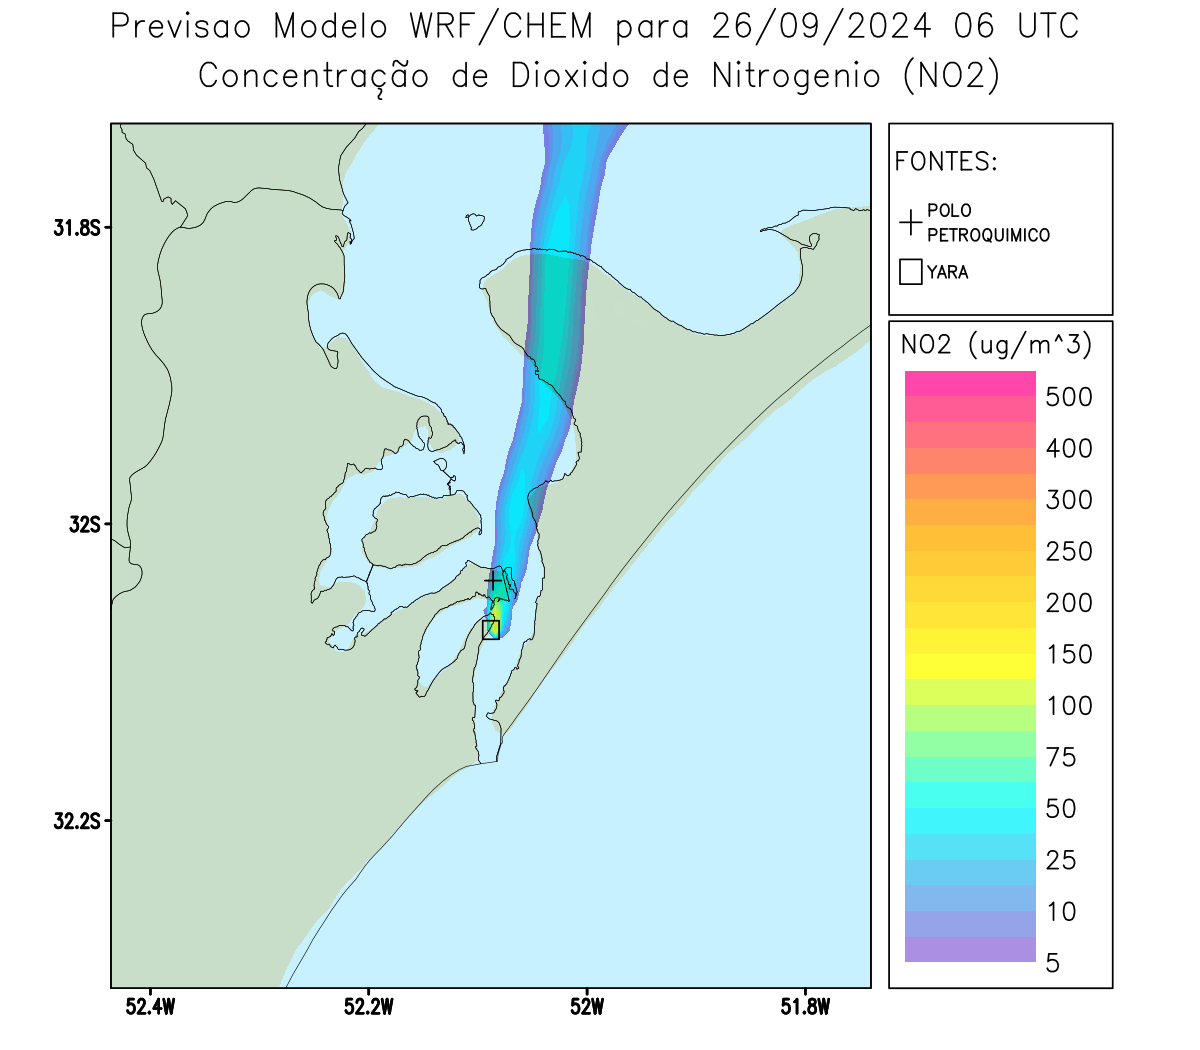 Previsao Modelo WRF/CHEM para 26/09/2024 06 UTC
Concentração de Dioxido de Nitrogenio (NO2)
FONTES:
POLO
PETROQUIMICO
YARA
31.8S
32S
32.2S
52.4W
52.2W
52W
51.8W
NO2 (ug/m^3)
500
400
300
250
200
150
100
75
50
25
10
5